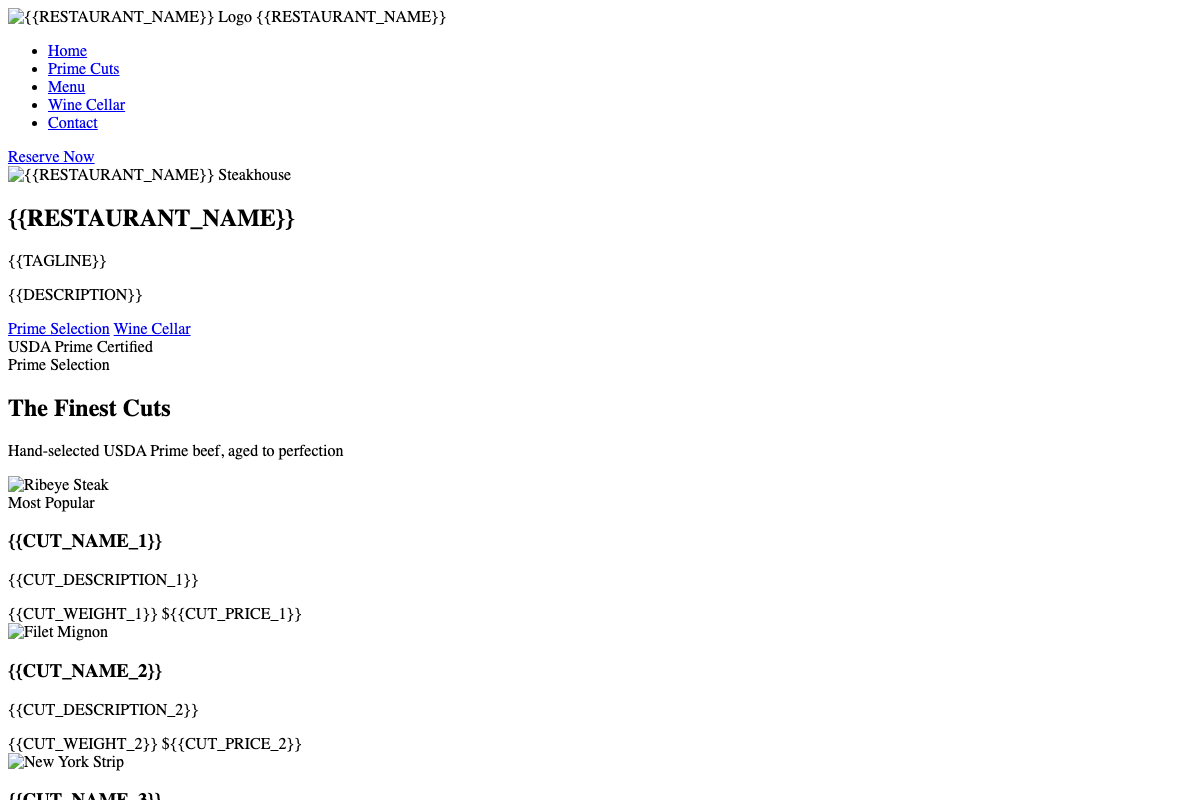 {{RESTAURANT_NAME}} Logo {{RESTAURANT_NAME}}
Home
Prime Cuts
Menu
Wine Cellar
Contact
Reserve Now
{{RESTAURANT_NAME}} Steakhouse
{{RESTAURANT_NAME}}
{{TAGLINE}}
{{DESCRIPTION}}
Prime Selection Wine Cellar
USDA Prime Certified
Prime Selection
The Finest Cuts
Hand-selected USDA Prime beef, aged to perfection
Ribeye Steak
Most Popular
{{CUT_NAME_1}}
{{CUT_DESCRIPTION_1}}
{{CUT_WEIGHT_1}} ${{CUT_PRICE_1}}
Filet Mignon
{{CUT_NAME_2}}
{{CUT_DESCRIPTION_2}}
{{CUT_WEIGHT_2}} ${{CUT_PRICE_2}}
New York Strip
{{CUT_NAME_3}}